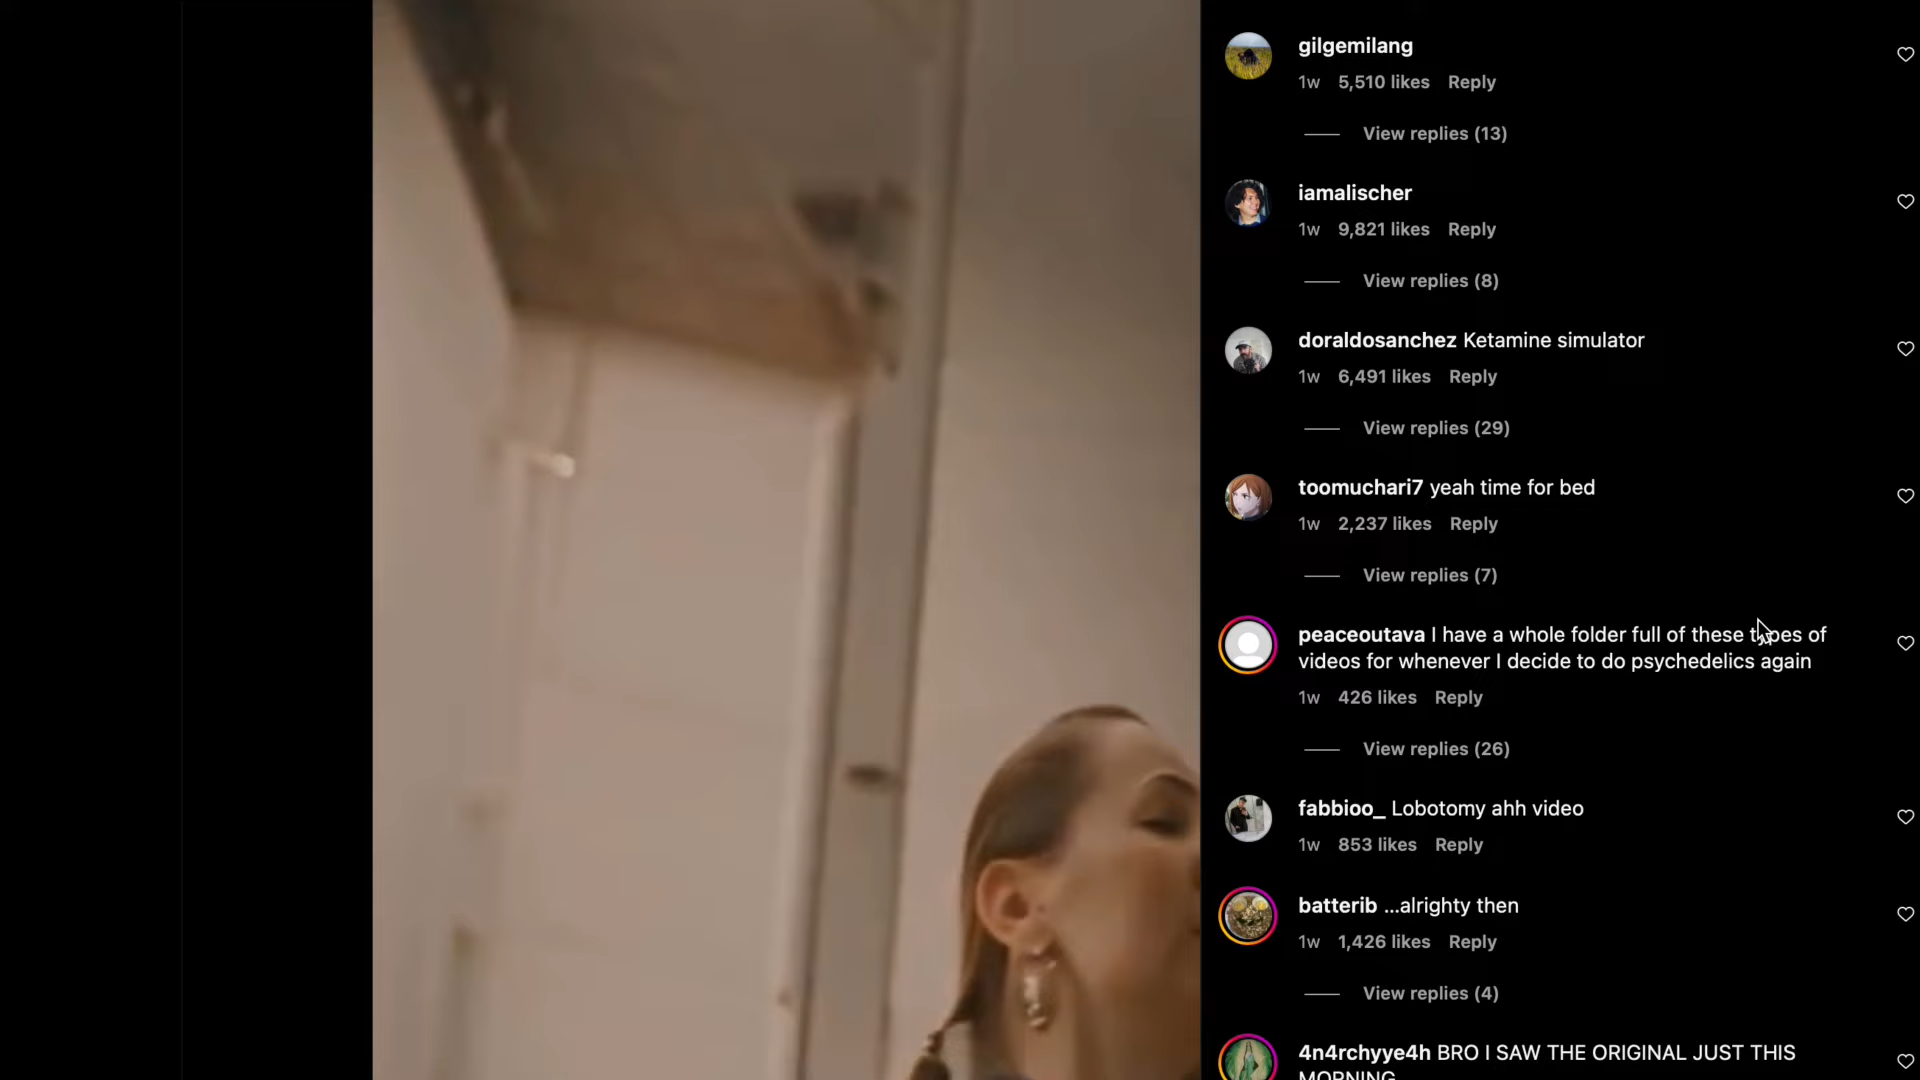 gilgemilang
1w 5,510 likes Reply
View replies (13)
iamalischer
1w 9,821 likes Reply
View replies (8)
doraldosanchez Ketamine simulator
1w 6,491 likes Reply
View replies (29)
toomuchari7 yeah time for bed
1w 2,237 likes Reply
View replies (7)
peaceoutava I have a whole folder full of these types of
videos for whenever I decide to do psychedelics again
1w 426 likes Reply
View replies (26)
fabbioo_ Lobotomy ahh video
1w 853 likes Reply
batterib ...alrighty then
1w 1,426 likes Reply
View replies (4)
4n4rchyye4h BRO I SAW THE ORIGINAL JUST THIS
MORNING